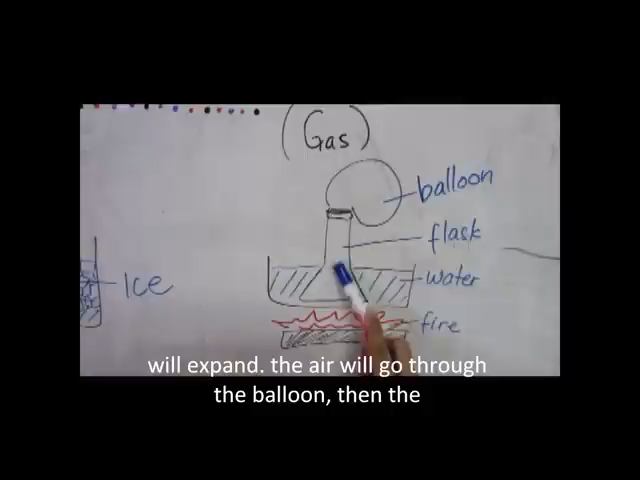 (Gas)
balloon
flask
water
Ice
fire
will expand. the air will go through
the balloon, then the